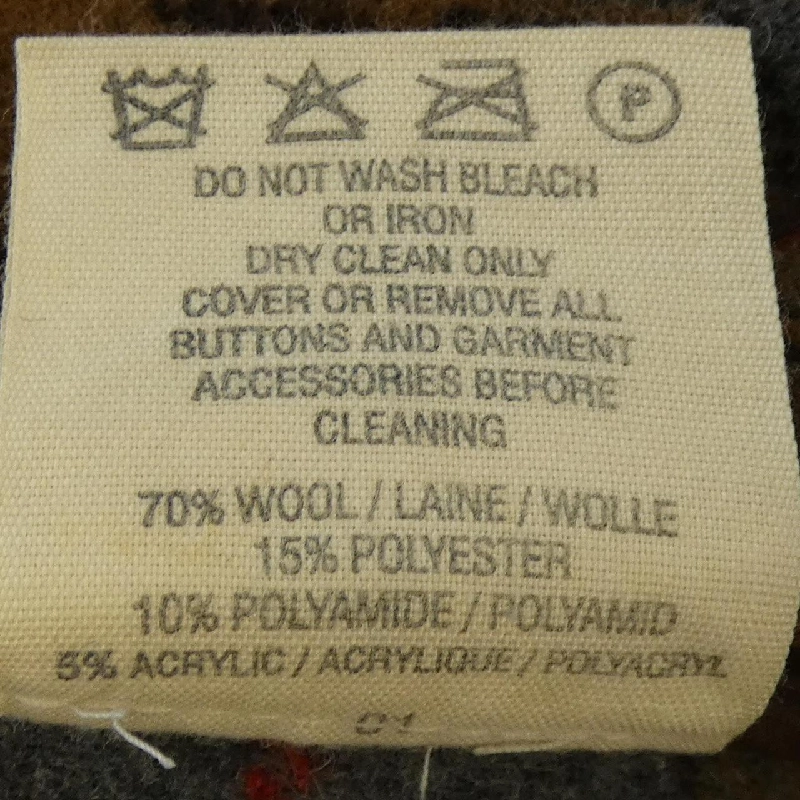 P
DO NOT WASH BLEACH
OR IRON
DRY CLEAN ONLY
COVER OR REMOVE ALL
BUTTONS AND GARMENT
ACCESSORIES BEFORE
CLEANING
70% WOOL / LAINE / WOLLE
15% POLYESTER
10% POLYAMIDE / POLYAMID
5% ACRYLIC / ACRYLIQUE / POLYACRYL